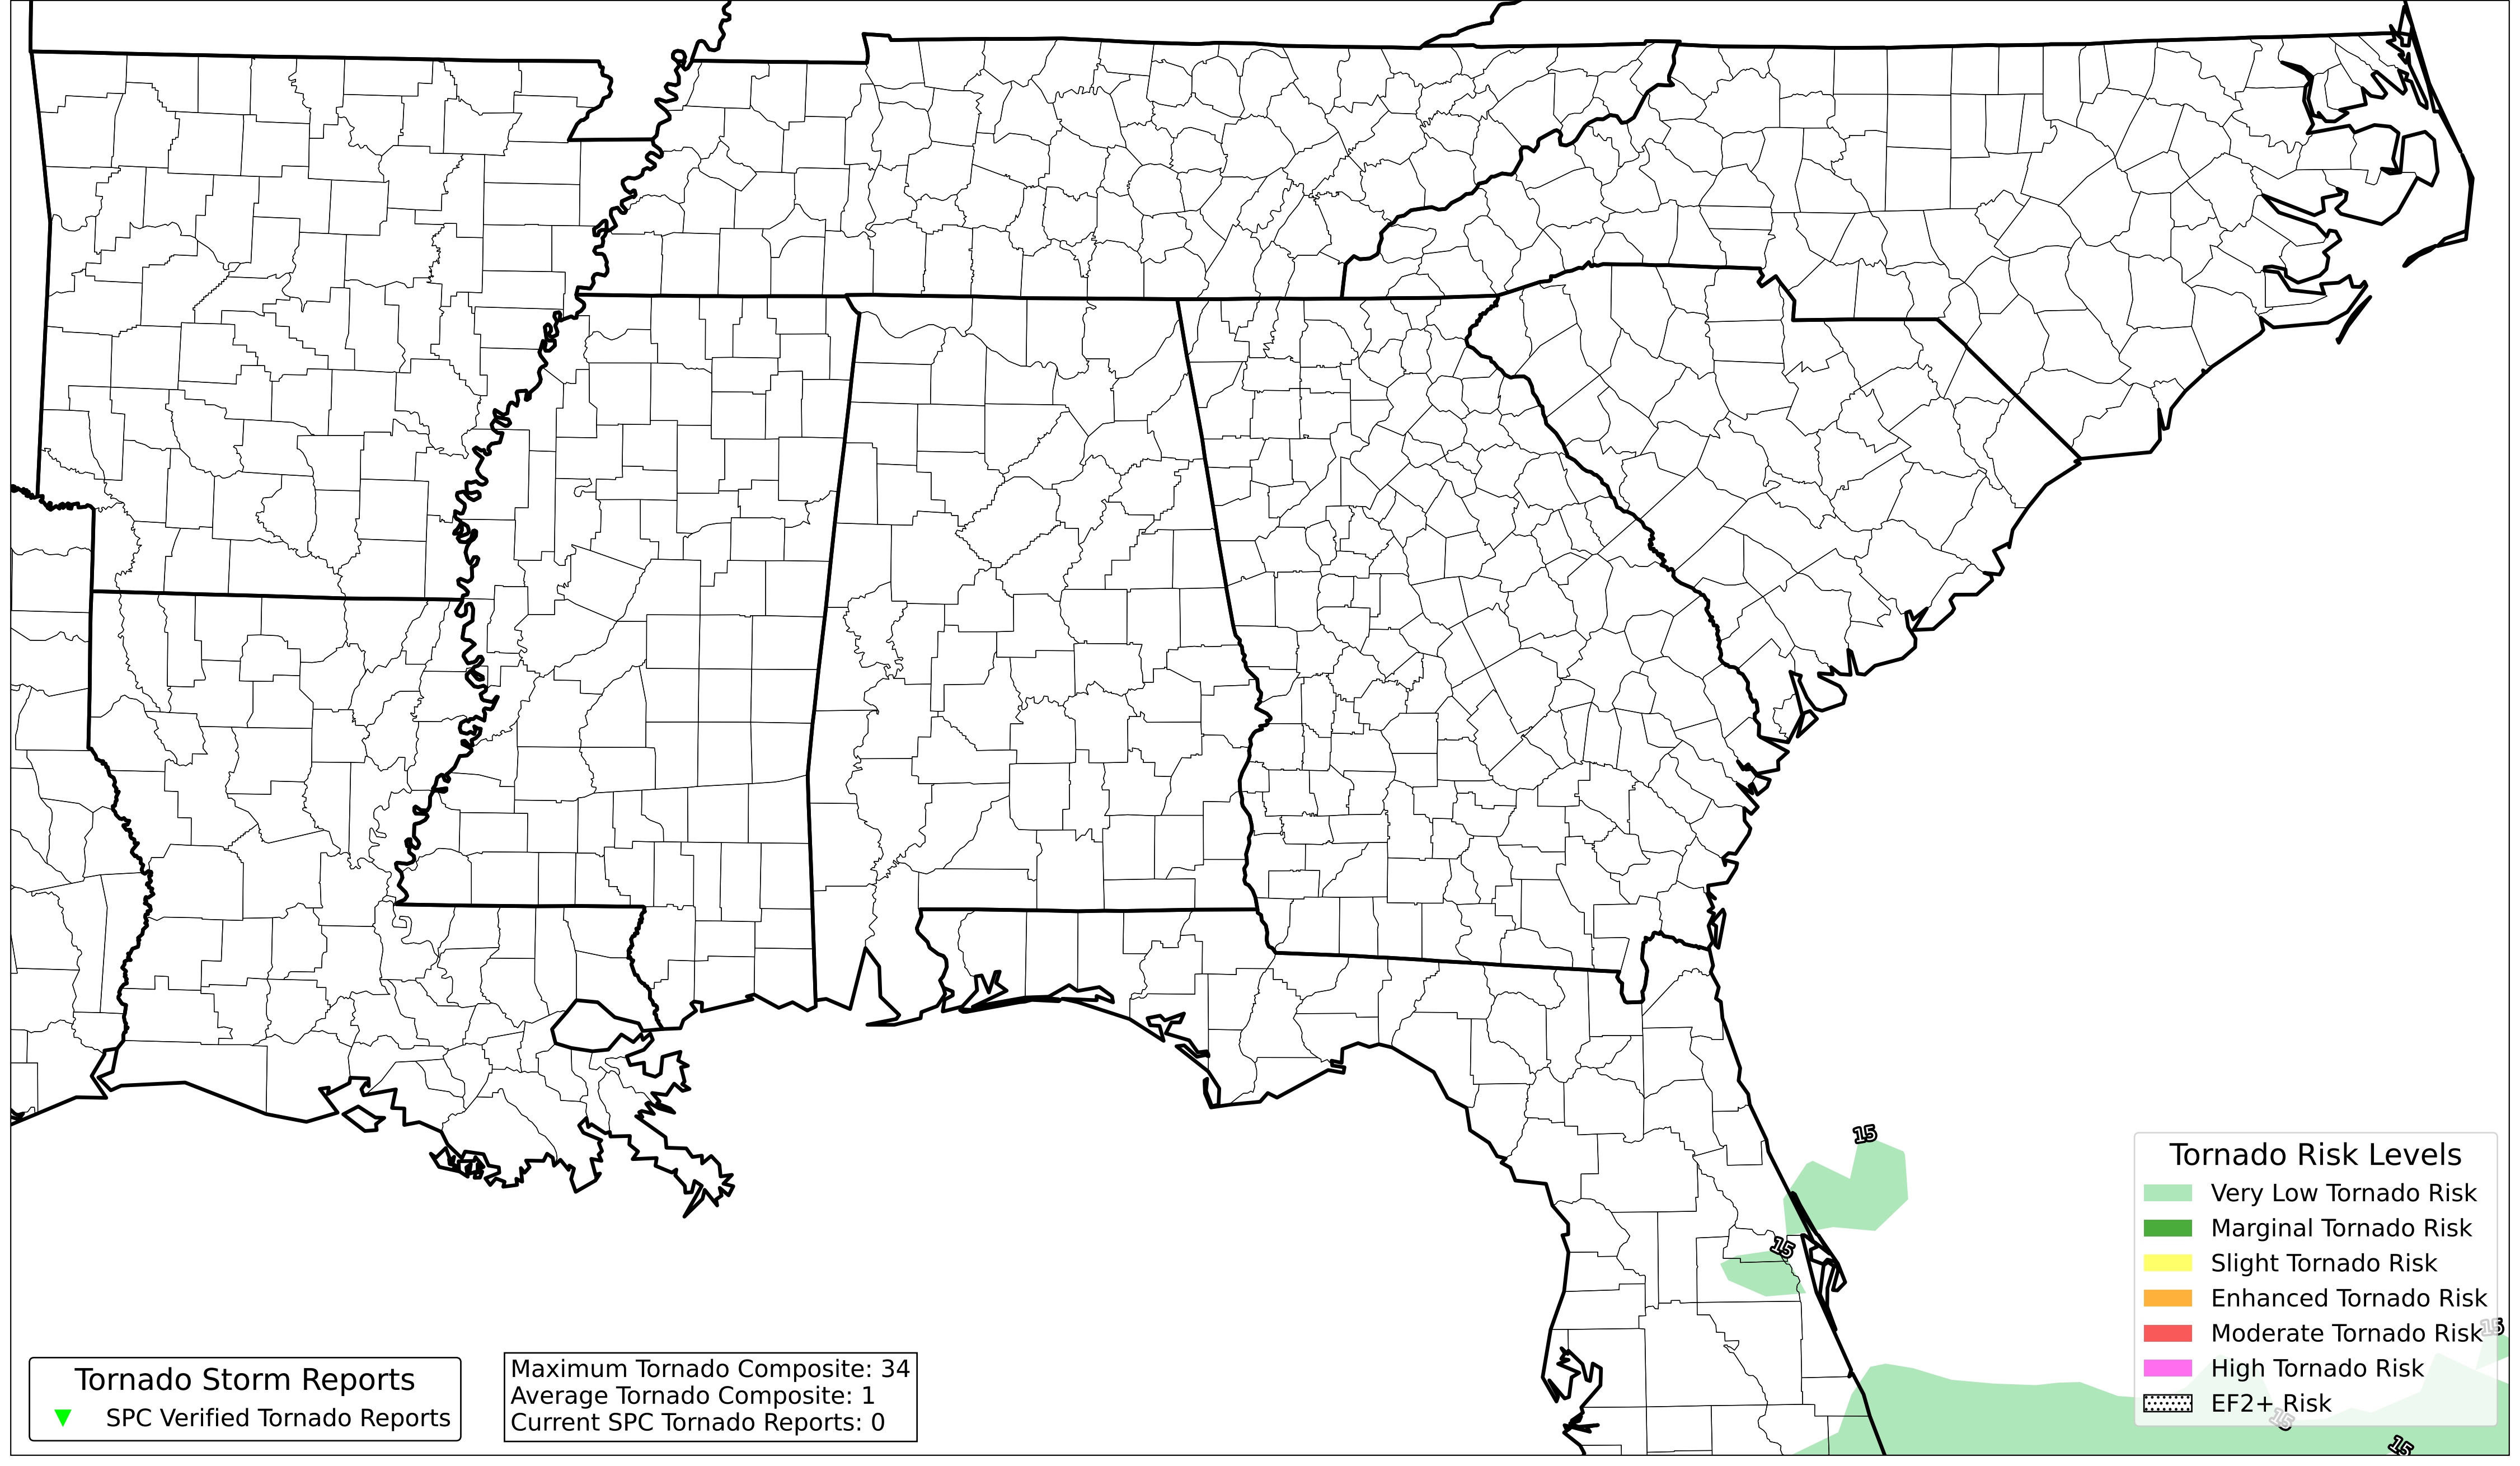 15
15
Tornado Risk Levels
Very Low Tornado Risk
Marginal Tornado Risk
Slight Tornado Risk
Enhanced Tornado Risk
Moderate Tornado Risk
High Tornado Risk
EF2+ Risk
15
15
15
Tornado Storm Reports
SPC Verified Tornado Reports
Maximum Tornado Composite: 34
Average Tornado Composite: 1
Current SPC Tornado Reports: 0